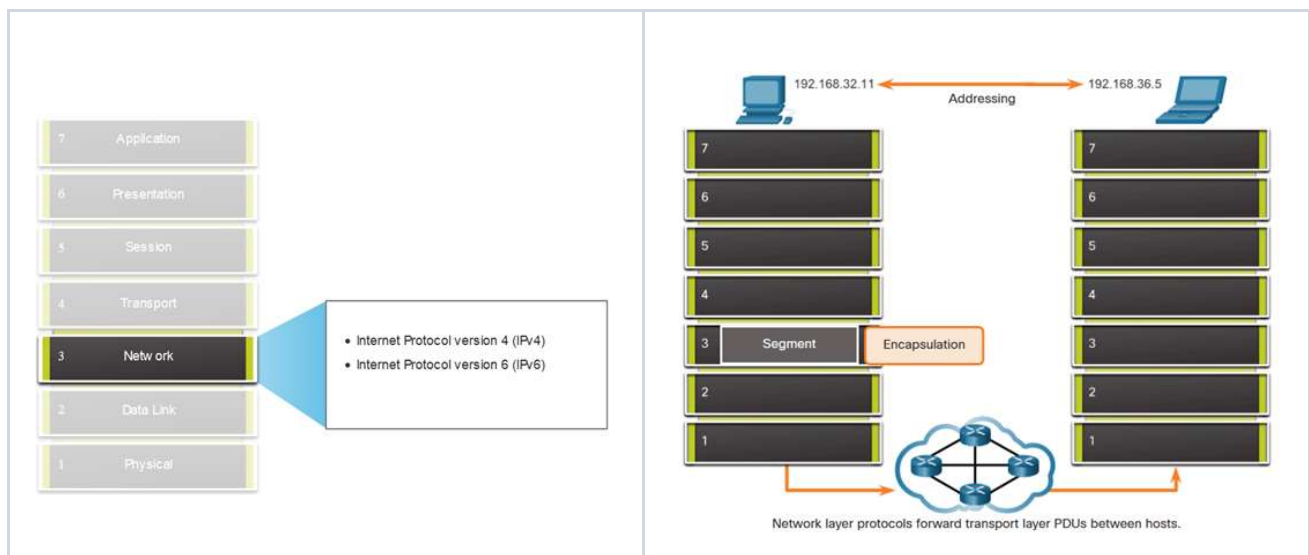 7 Application
6 Presentation
5 Session
4 Transport
3 Network
2 Data Link
1 Physical
• Internet Protocol version 4 (IPv4)
• Internet Protocol version 6 (IPv6)
192.168.32.11
Addressing
192.168.36.5
7
6
5
4
3 Segment
Encapsulation
2
1
7
6
5
4
3
2
1
Network layer protocols forward transport layer PDUs between hosts.